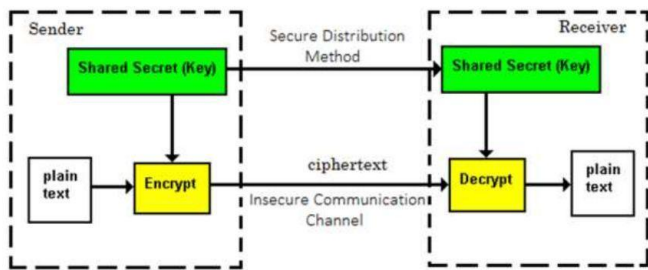 Sender
Secure Distribution
Method
Receiver
Shared Secret (Key)
Shared Secret (Key)
plain
text
Encrypt
ciphertext
Insecure Communication
Channel
Decrypt
plain
text